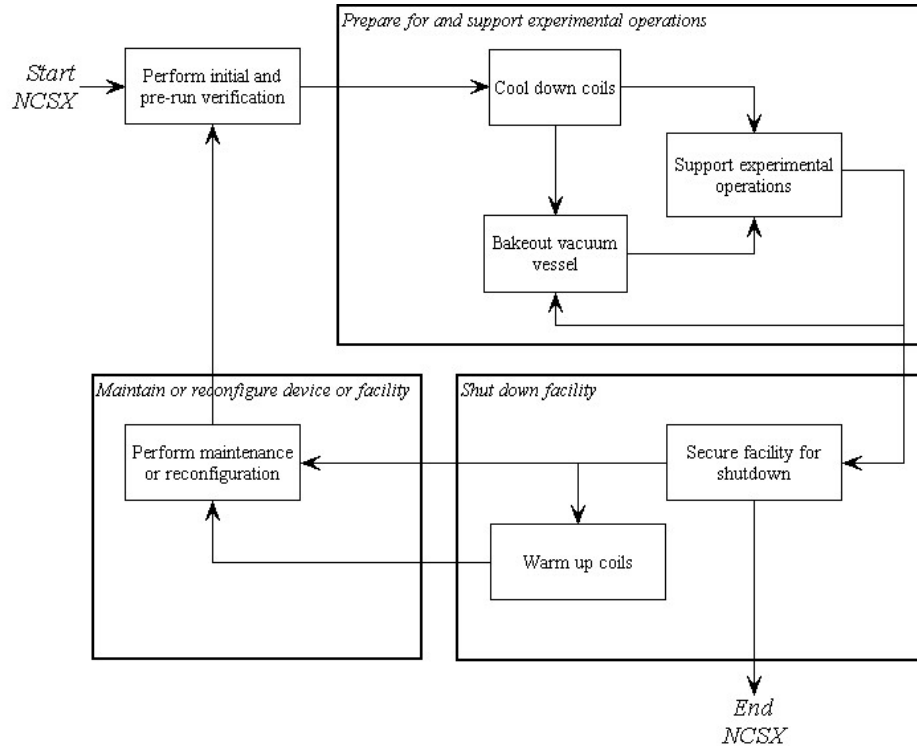 Prepare for and support experimental operations
Start
NCSX
Perform initial and
pre-run verification
Cool down coils
Support experimental
operations
Bakeout vacuum
vessel
Maintain or reconfigure device or facility
Shut down facility
Perform maintenance
or reconfiguration
Secure facility for
shutdown
Warm up coils
End
NCSX